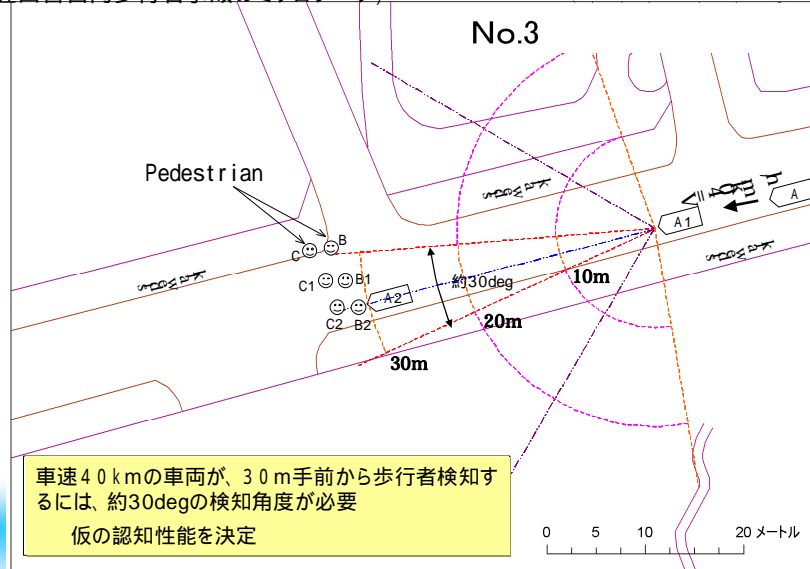 No.3
Pedestrian
B
C
C1
B1
C2
B2
A2
A1
A
約30deg
10m
20m
30m
車速40kmの車両が、30m手前から歩行者検知す
るには、約30degの検知角度が必要
仮の認知性能を決定
0 5 10 20 メートル